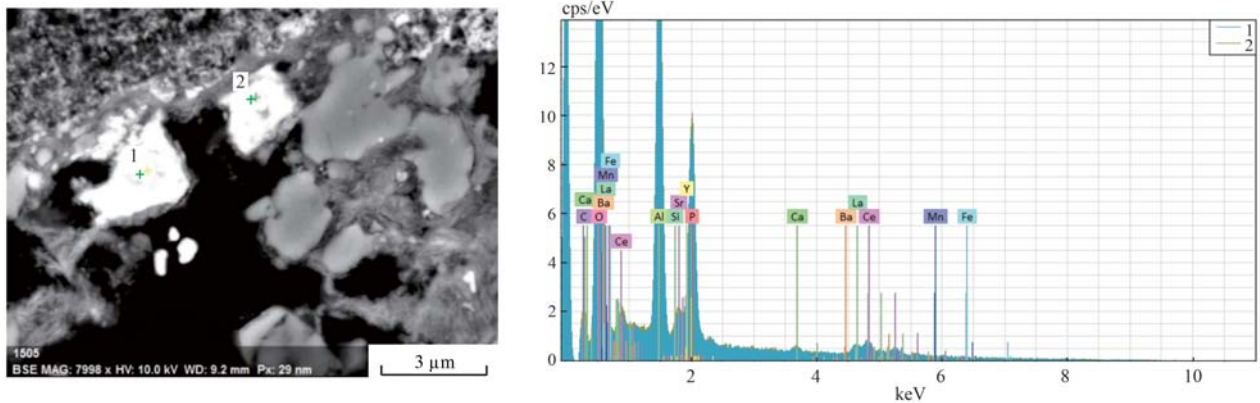 2
1
1505
BSE MAG: 7998 x HV: 10.0 kV WD: 9.2 mm Px: 29 nm
3 μm
cps/eV
1
2
12
10
8
6
4
2
0
Fe
Mn
La
Ba
Ca
C
O
Ce
Y
Sr
Al
Si
P
Ca
La
Ba
Ce
Mn
Fe
2
4
6
8
10
keV